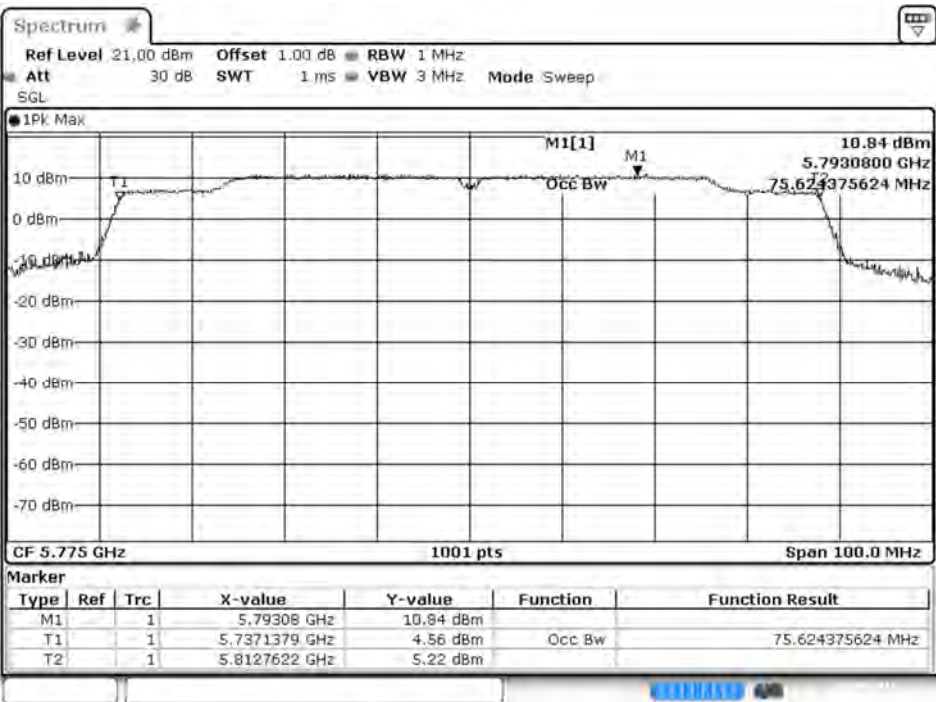 Spectrum
Ref Level 21.00 dBm Offset 1.00 dB RBW 1 MHz
Att 30 dB SWT 1 ms VBW 3 MHz Mode Sweep
SGL
1Pk Max
M1[1] 10.84 dBm
M1 5.7930800 GHz
10 dBm T1 Occ Bw T2 75.624375624 MHz
0 dBm
-10 dBm
-20 dBm
-30 dBm
-40 dBm
-50 dBm
-60 dBm
-70 dBm
CF 5.775 GHz 1001 pts Span 100.0 MHz
Marker
Type Ref Trc X-value Y-value Function Function Result
M1 1 5.79308 GHz 10.84 dBm
T1 1 5.7371379 GHz 4.56 dBm Occ Bw 75.624375624 MHz
T2 1 5.8127622 GHz 5.22 dBm